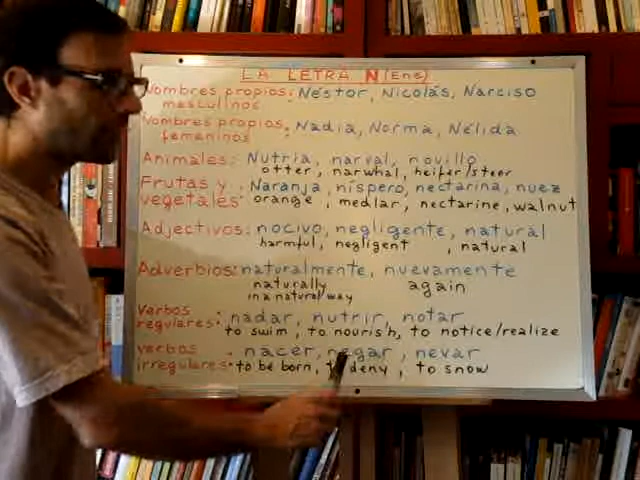 LA LETRA N (Ene)
Nombres propios: Néstor, Nicolás, Narciso
masculinos
Nombres propios: Nadia, Norma, Nélida
femeninos
Animales: Nutria, narval, novillo
otter, narwhal, heifer/steer
Frutas y Naranja, níspero, nectarina, nuez
vegetales: orange, medlar, nectarine, walnut
Adjectivos: nocivo, negligente, natural
harmful, negligent, natural
Adverbios: naturalmente, nuevamente
naturally again
in a natural way
Verbos : nadar, nutrir, notar
regulares: to swim, to nourish, to notice/realize
verbos : nacer, negar, nevar
irregulares: to be born, to deny, to snow